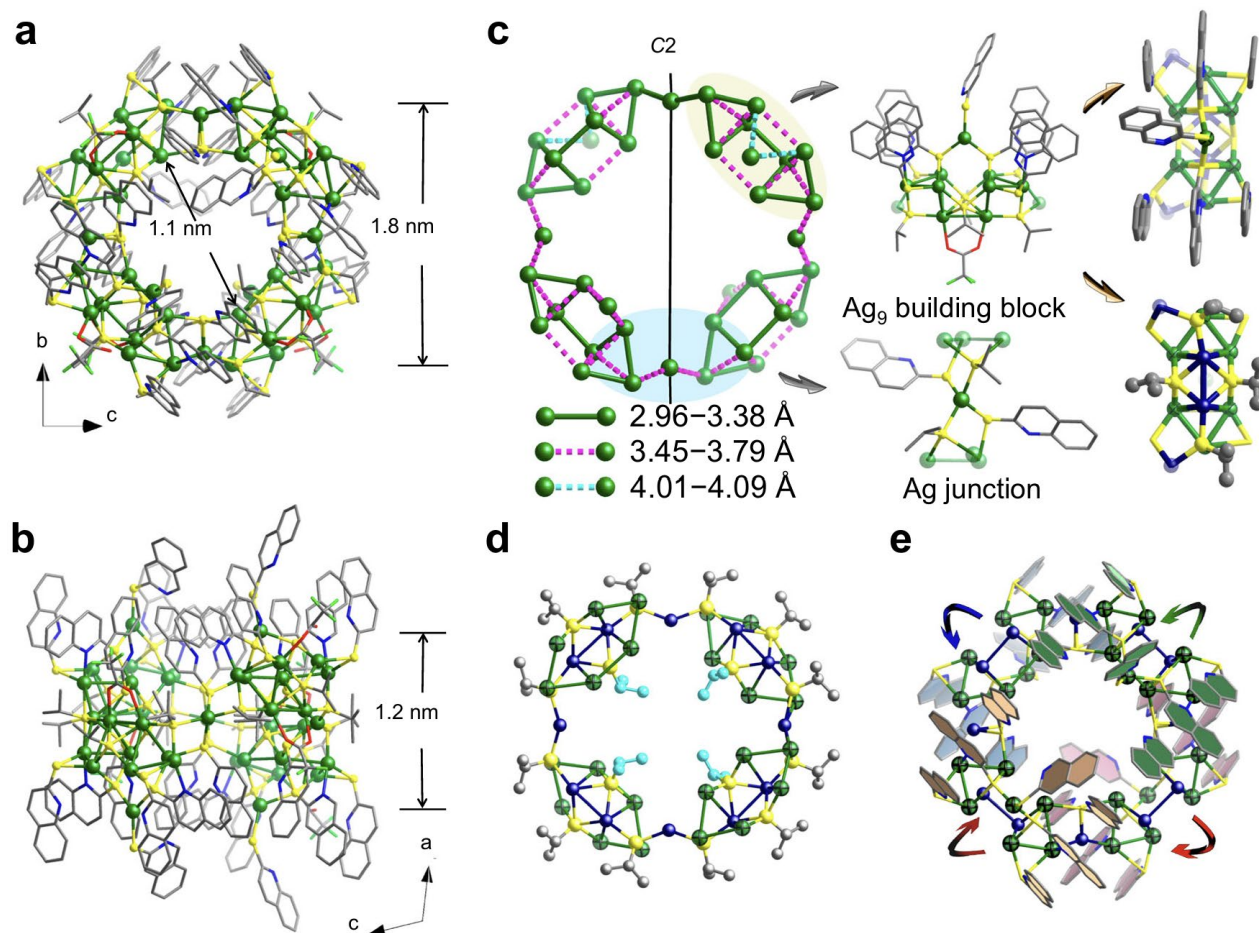 a
1.1 nm
1.8 nm
b
c
c
C2
Ag9 building block
Ag junction
2.96−3.38 Å
3.45−3.79 Å
4.01−4.09 Å
b
1.2 nm
a
c
d
e